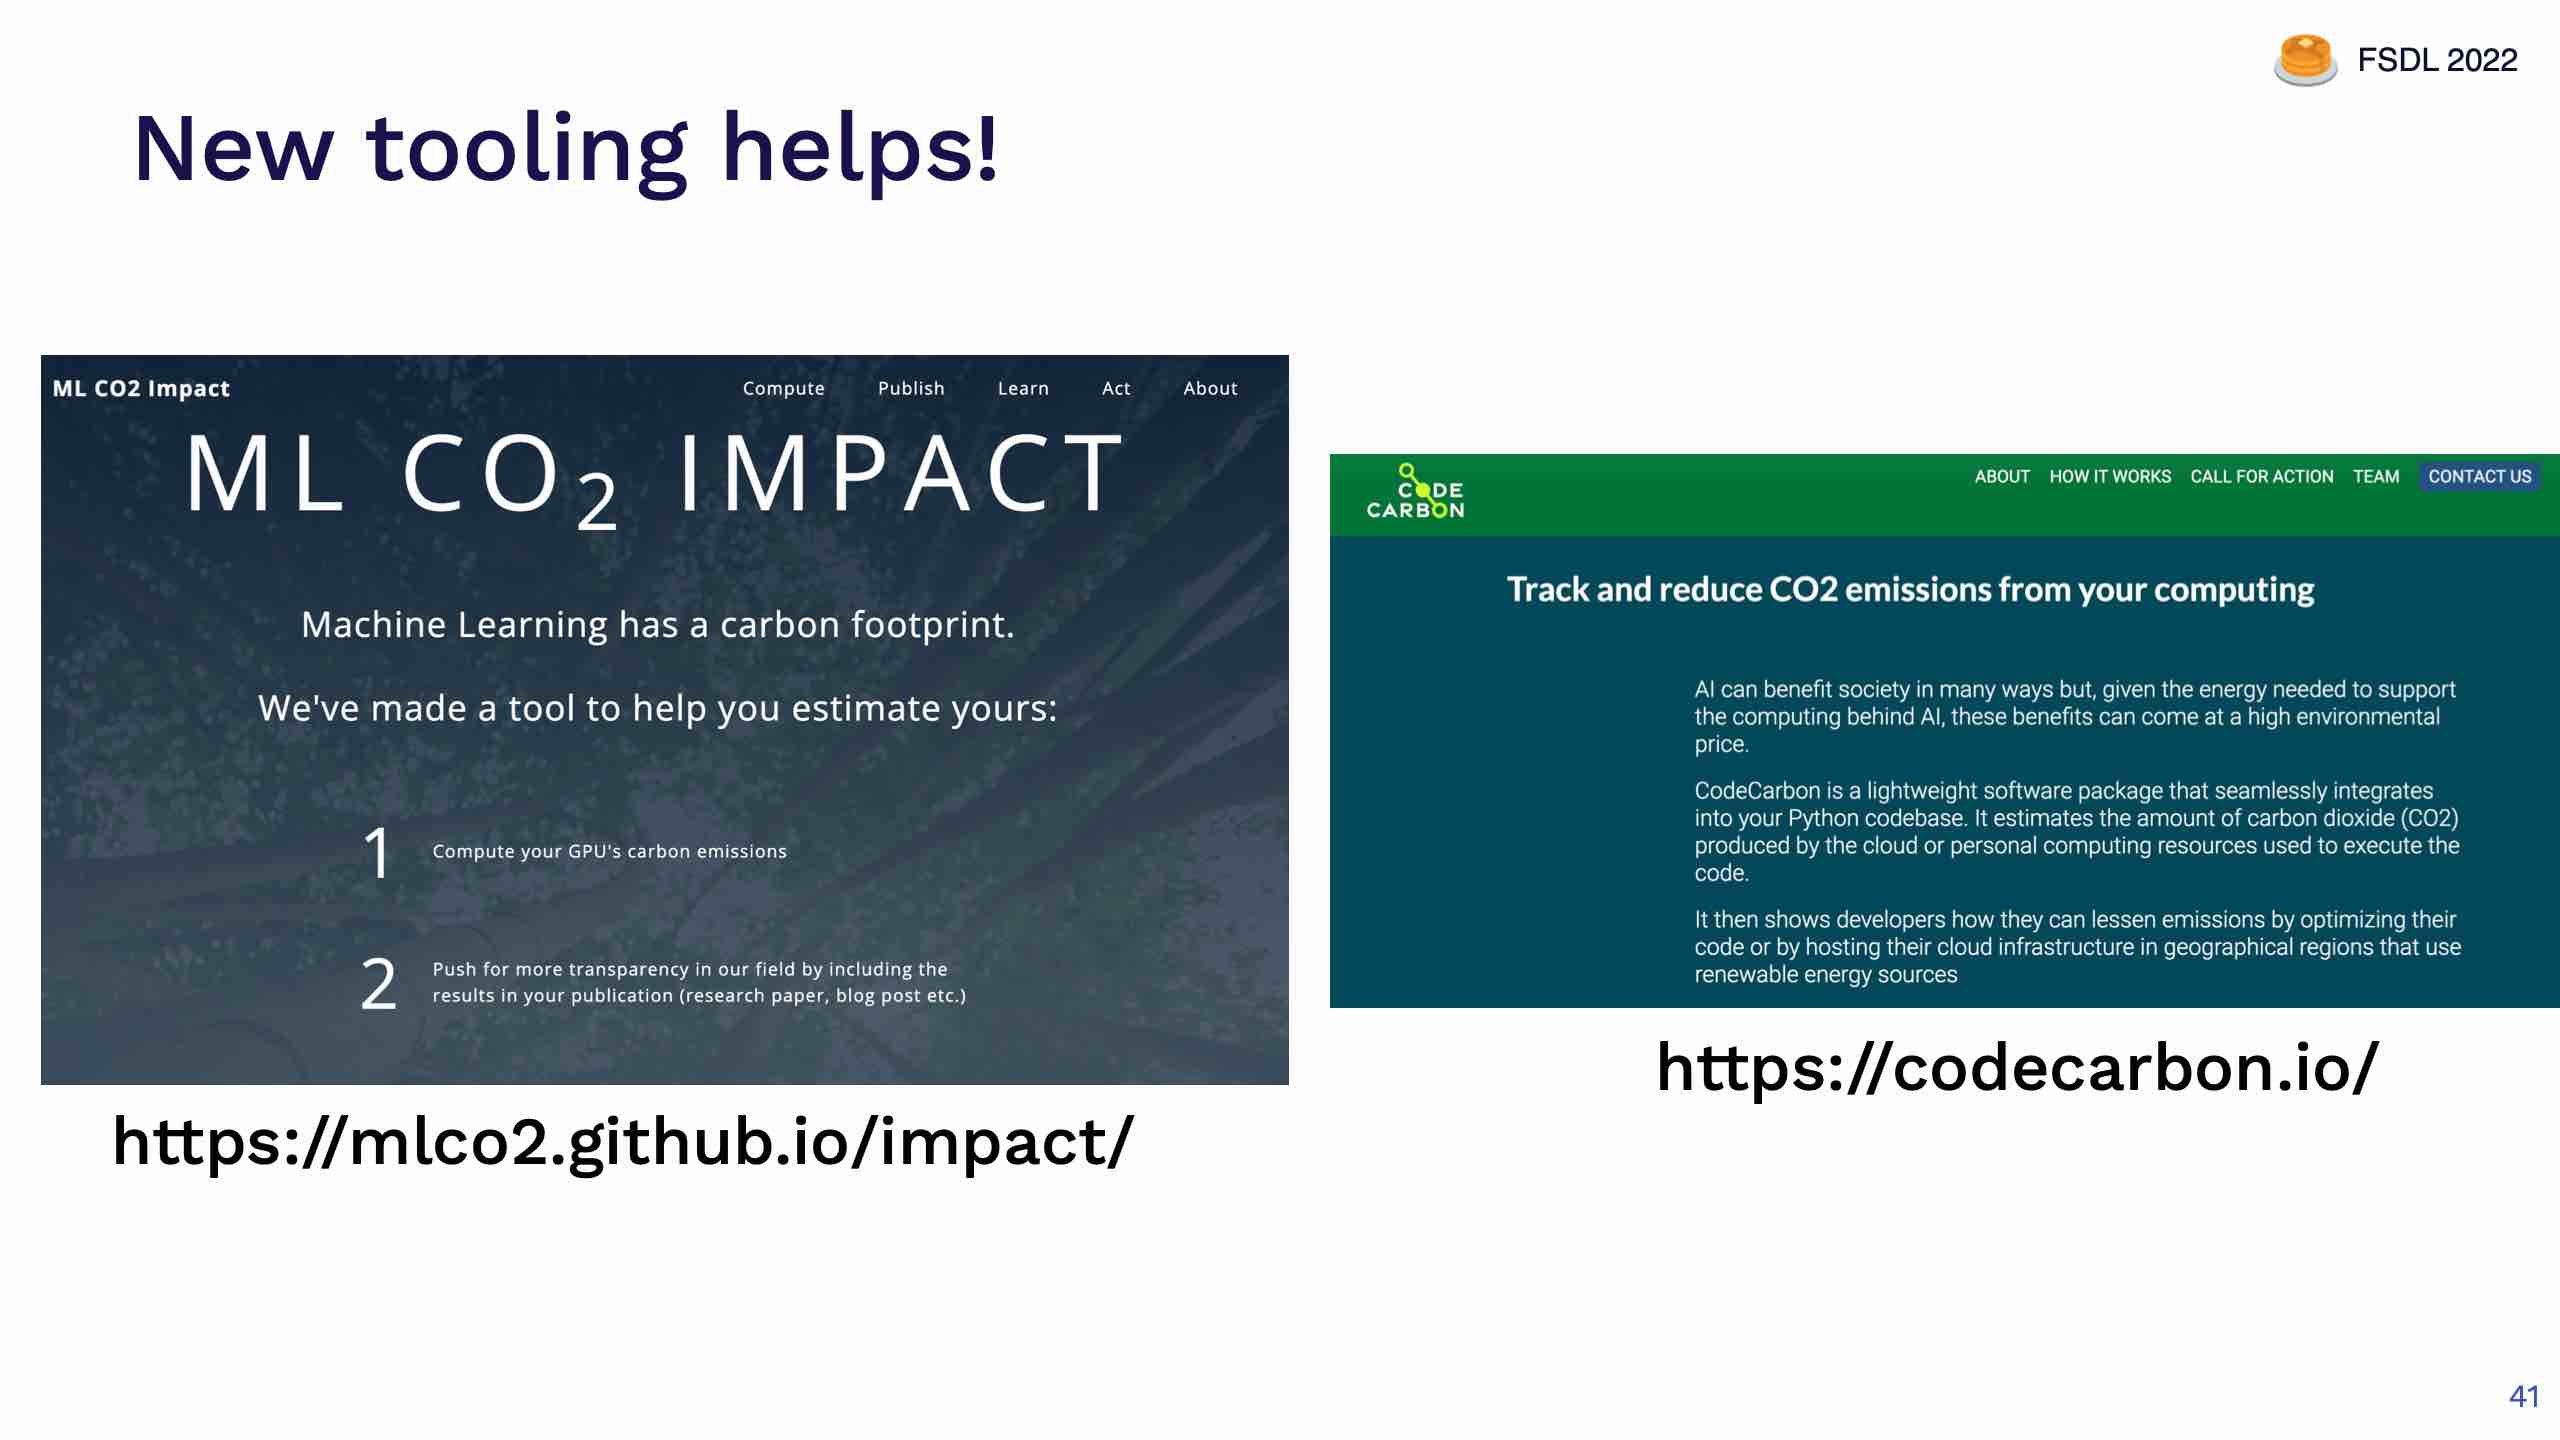 FSDL 2022
New tooling helps!
ML CO2 Impact
Compute Publish Learn Act About
ML CO₂ IMPACT
Machine Learning has a carbon footprint.
We've made a tool to help you estimate yours:
1 Compute your GPU's carbon emissions
2 Push for more transparency in our field by including the
results in your publication (research paper, blog post etc.)
https://mlco2.github.io/impact/
CODE
CARBON
ABOUT HOW IT WORKS CALL FOR ACTION TEAM CONTACT US
Track and reduce CO2 emissions from your computing
AI can benefit society in many ways but, given the energy needed to support
the computing behind AI, these benefits can come at a high environmental
price.
CodeCarbon is a lightweight software package that seamlessly integrates
into your Python codebase. It estimates the amount of carbon dioxide (CO2)
produced by the cloud or personal computing resources used to execute the
code.
It then shows developers how they can lessen emissions by optimizing their
code or by hosting their cloud infrastructure in geographical regions that use
renewable energy sources
https://codecarbon.io/
41